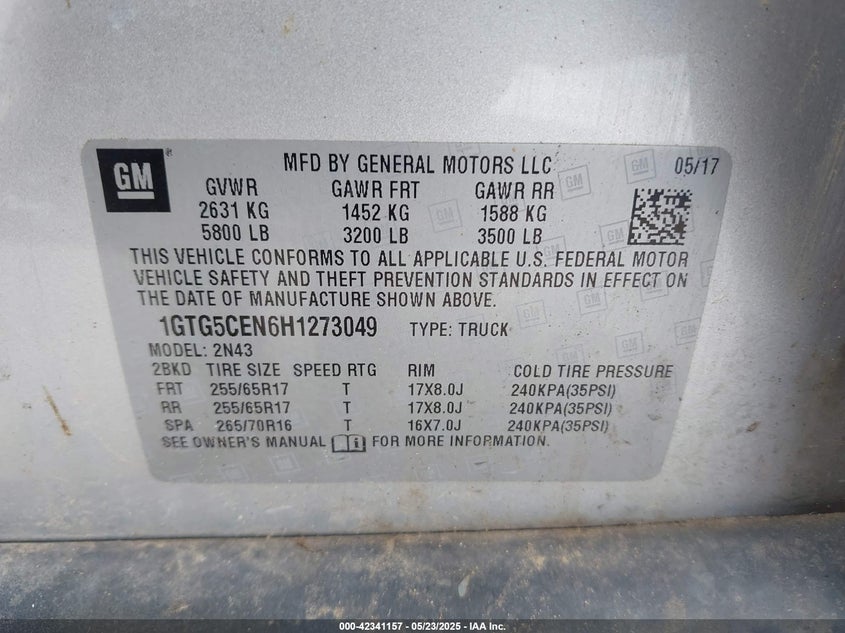 GM
MFD BY GENERAL MOTORS LLC 05/17
GVWR GAWR FRT GAWR RR
2631 KG 1452 KG 1588 KG
5800 LB 3200 LB 3500 LB
THIS VEHICLE CONFORMS TO ALL APPLICABLE U.S. FEDERAL MOTOR
VEHICLE SAFETY AND THEFT PREVENTION STANDARDS IN EFFECT ON
THE DATE OF MANUFACTURE SHOWN ABOVE.
1GTG5CEN6H1273049 TYPE: TRUCK
MODEL: 2N43
2BKD TIRE SIZE SPEED RTG RIM COLD TIRE PRESSURE
FRT 255/65R17 T 17X8.0J 240KPA(35PSI)
RR 255/65R17 T 17X8.0J 240KPA(35PSI)
SPA 265/70R16 T 16X7.0J 240KPA(35PSI)
SEE OWNER'S MANUAL FOR MORE INFORMATION.
000-42341157 - 05/23/2025 - IAA Inc.